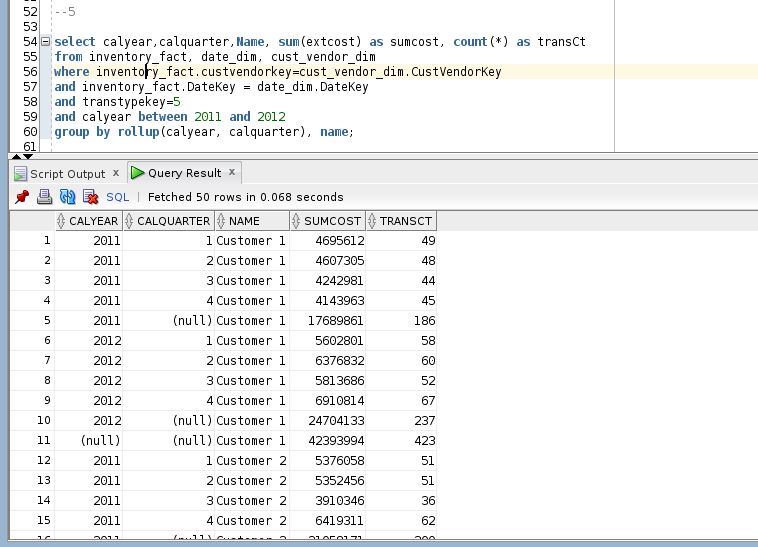 52 --5
53
54 select calyear,calquarter,Name, sum(extcost) as sumcost, count(*) as transCt
55 from inventory_fact, date_dim, cust_vendor_dim
56 where inventory_fact.custvendorkey=cust_vendor_dim.CustVendorKey
57 and inventory_fact.DateKey = date_dim.DateKey
58 and transtypekey=5
59 and calyear between 2011 and 2012
60 group by rollup(calyear, calquarter), name;
61
Script Output x Query Result x
SQL | Fetched 50 rows in 0.068 seconds
CALYEAR CALQUARTER NAME SUMCOST TRANSCT
1 2011 1 Customer 1 4695612 49
2 2011 2 Customer 1 4607305 48
3 2011 3 Customer 1 4242981 44
4 2011 4 Customer 1 4143963 45
5 2011 (null) Customer 1 17689861 186
6 2012 1 Customer 1 5602801 58
7 2012 2 Customer 1 6376832 60
8 2012 3 Customer 1 5813686 52
9 2012 4 Customer 1 6910814 67
10 2012 (null) Customer 1 24704133 237
11 (null) (null) Customer 1 42393994 423
12 2011 1 Customer 2 5376058 51
13 2011 2 Customer 2 5352456 51
14 2011 3 Customer 2 3910346 36
15 2011 4 Customer 2 6419311 62
16 2011 (null) Customer 2